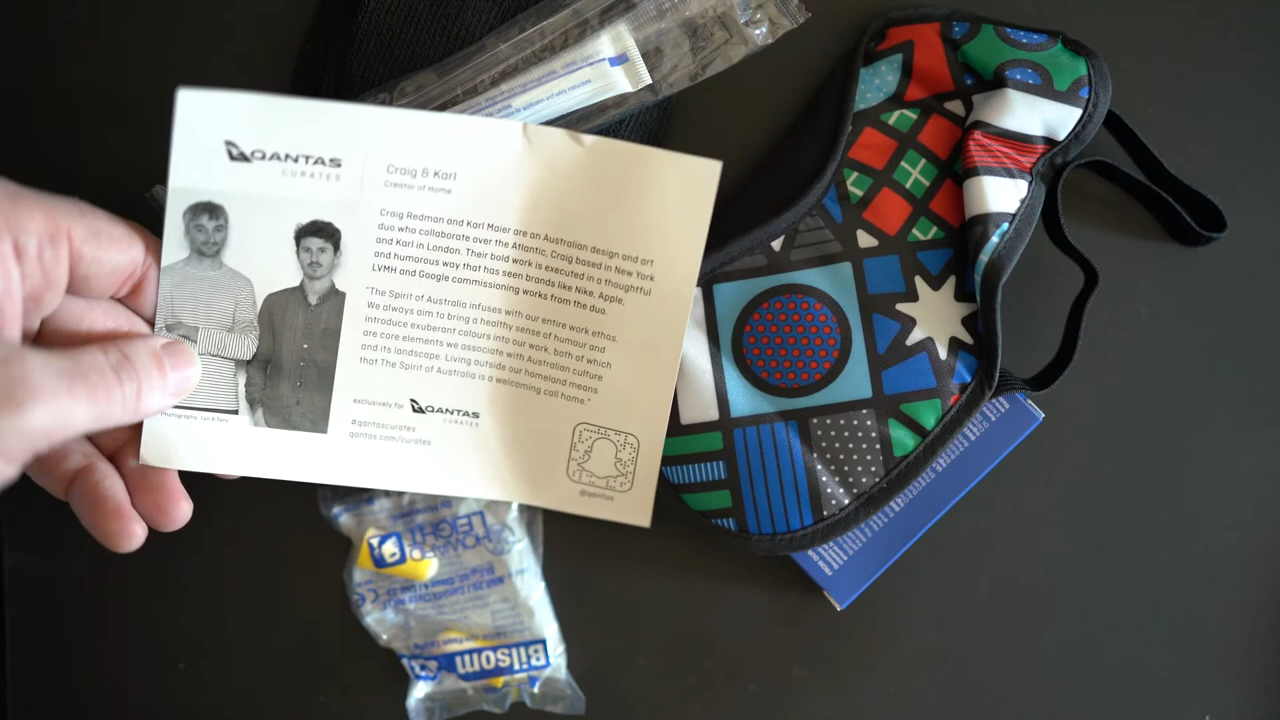 QANTAS
CURATES
Craig & Karl
Creator of Home
Craig Redman and Karl Maier are an Australian design and art
duo who collaborate over the Atlantic, Craig based in New York
and Karl in London. Their bold work is executed in a thoughtful
and humorous way that has seen brands like Nike, Apple,
LVMH and Google commissioning works from the duo.
"The Spirit of Australia infuses with our entire work ethos.
We always aim to bring a healthy sense of humour and
introduce exuberant colours into our work, both of which
are core elements we associate with Australian culture
and its landscape. Living outside our homeland means
that The Spirit of Australia is a welcoming call home."
exclusively for QANTAS
CURATES
#qantascurates
qantas.com/curates
@qantas
HOWARD
LEIGHT
Bilsom